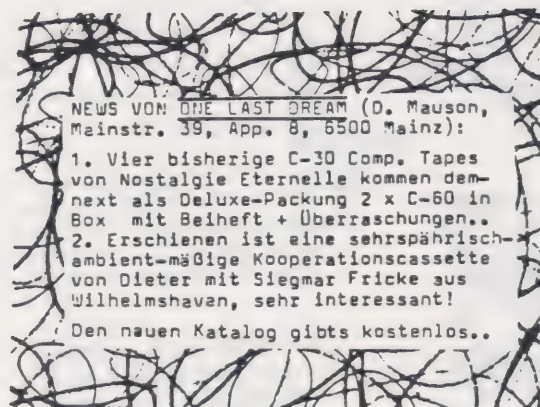 NEWS VON ONE LAST DREAM (D. Mauson,
Mainstr. 39, App. 8, 6500 Mainz):
1. Vier bisherige C-30 Comp. Tapes
von Nostalgie Eternelle kommen dem-
next als Deluxe-Packung 2 x C-60 in
Box mit Beiheft + Überraschungen..
2. Erschienen ist eine sehrspährisch-
ambient-mäßige Kooperationscassette
von Dieter mit Siegmar Fricke aus
Wilhelmshavan, sehr interessant!
Den nauen Katalog gibts kostenlos..